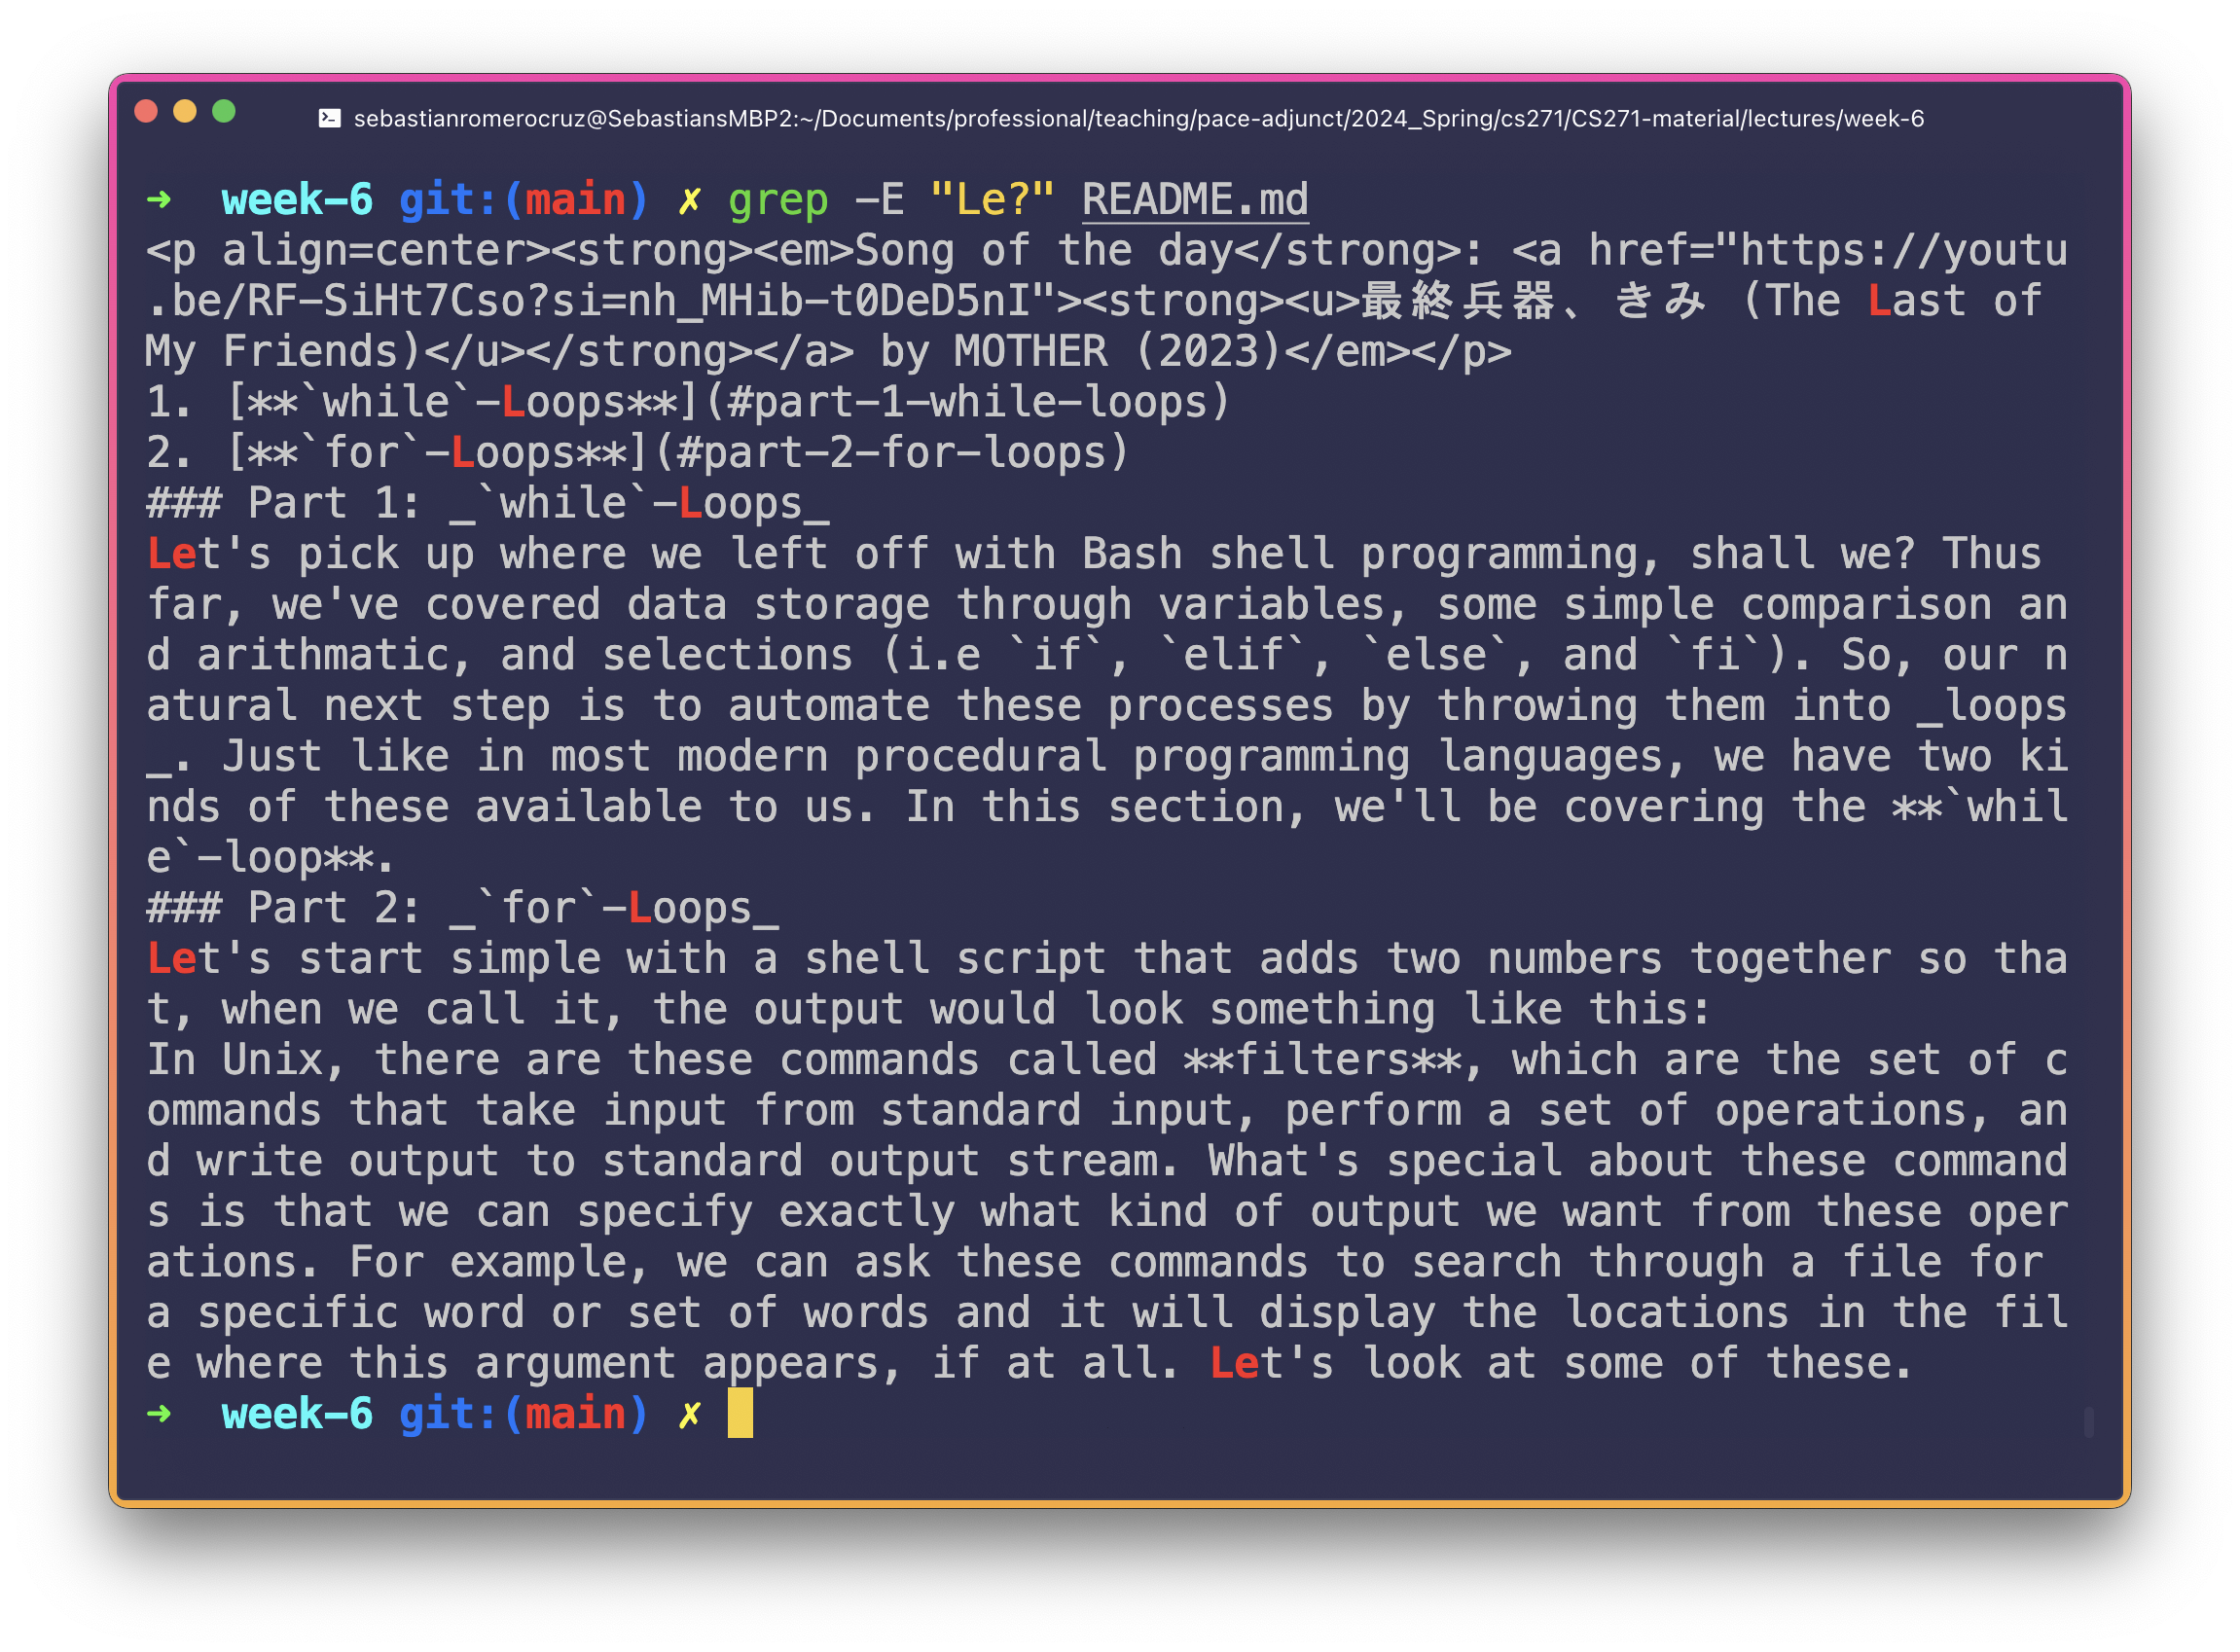 sebastianromerocruz@SebastiansMBP2:~/Documents/professional/teaching/pace-adjunct/2024_Spring/cs271/CS271-material/lectures/week-6
➜  week-6 git:(main) ✗ grep -E "Le?" README.md
<p align=center><strong><em>Song of the day</strong>: <a href="https://youtu
.be/RF-SiHt7Cso?si=nh_MHib-t0DeD5nI"><strong><u>最終兵器、きみ (The Last of
My Friends)</u></strong></a> by MOTHER (2023)</em></p>
1. [**`while`-Loops**](#part-1-while-loops)
2. [**`for`-Loops**](#part-2-for-loops)
### Part 1: _`while`-Loops_
Let's pick up where we left off with Bash shell programming, shall we? Thus
far, we've covered data storage through variables, some simple comparison an
d arithmatic, and selections (i.e `if`, `elif`, `else`, and `fi`). So, our n
atural next step is to automate these processes by throwing them into _loops
_. Just like in most modern procedural programming languages, we have two ki
nds of these available to us. In this section, we'll be covering the **`whil
e`-loop**.
### Part 2: _`for`-Loops_
Let's start simple with a shell script that adds two numbers together so tha
t, when we call it, the output would look something like this:
In Unix, there are these commands called **filters**, which are the set of c
ommands that take input from standard input, perform a set of operations, an
d write output to standard output stream. What's special about these command
s is that we can specify exactly what kind of output we want from these oper
ations. For example, we can ask these commands to search through a file for
a specific word or set of words and it will display the locations in the fil
e where this argument appears, if at all. Let's look at some of these.
➜  week-6 git:(main) ✗